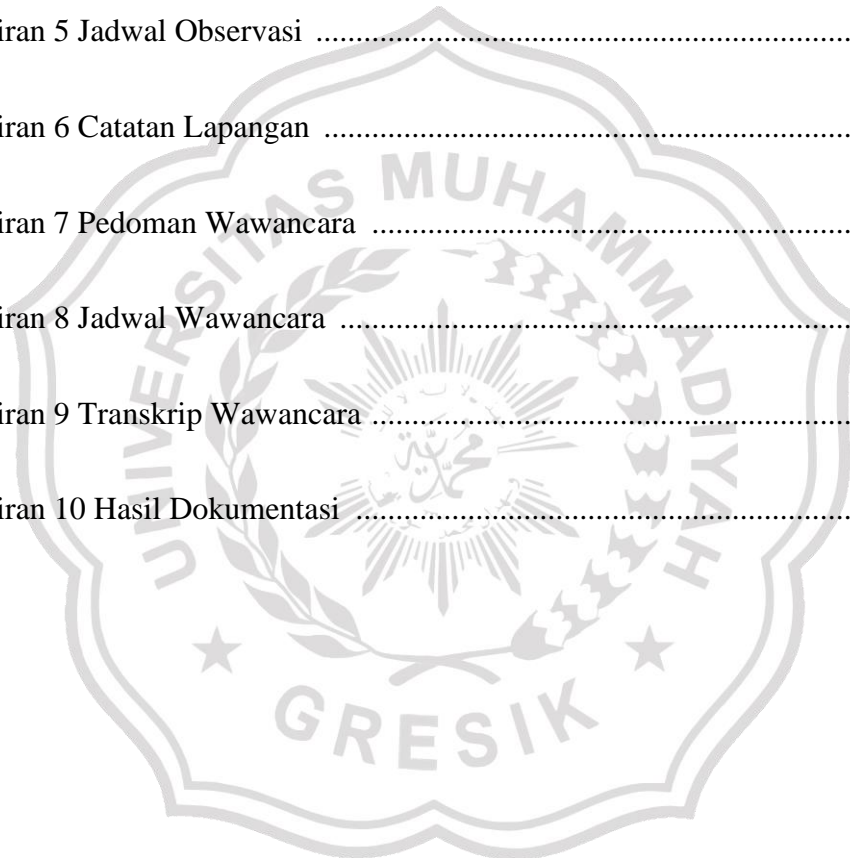 iran 5 Jadwal Observasi ....................................................................
iran 6 Catatan Lapangan ...................................................................
iran 7 Pedoman Wawancara .............................................................
iran 8 Jadwal Wawancara .................................................................
iran 9 Transkrip Wawancara .............................................................
iran 10 Hasil Dokumentasi ...............................................................
UNIVERSITAS MUHAMMADIYAH
GRESIK